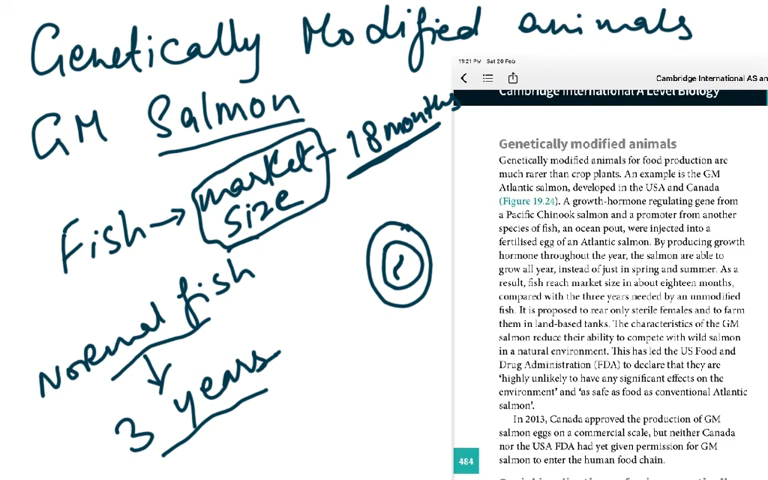 Genetically Modified animals
GM Salmon
Fish → market size - 18 months
Normal fish
↓
3 years
19:21 PM Sat 20 Feb
Cambridge International AS an
Cambridge International A Level Biology
Genetically modified animals
Genetically modified animals for food production are
much rarer than crop plants. An example is the GM
Atlantic salmon, developed in the USA and Canada
(Figure 19.24). A growth-hormone regulating gene from
a Pacific Chinook salmon and a promoter from another
species of fish, an ocean pout, were injected into a
fertilised egg of an Atlantic salmon. By producing growth
hormone throughout the year, the salmon are able to
grow all year, instead of just in spring and summer. As a
result, fish reach market size in about eighteen months,
compared with the three years needed by an unmodified
fish. It is proposed to rear only sterile females and to farm
them in land-based tanks. The characteristics of the GM
salmon reduce their ability to compete with wild salmon
in a natural environment. This has led the US Food and
Drug Administration (FDA) to declare that they are
‘highly unlikely to have any significant effects on the
environment’ and ‘as safe as food as conventional Atlantic
salmon’.
In 2013, Canada approved the production of GM
salmon eggs on a commercial scale, but neither Canada
nor the USA FDA had yet given permission for GM
salmon to enter the human food chain.
484